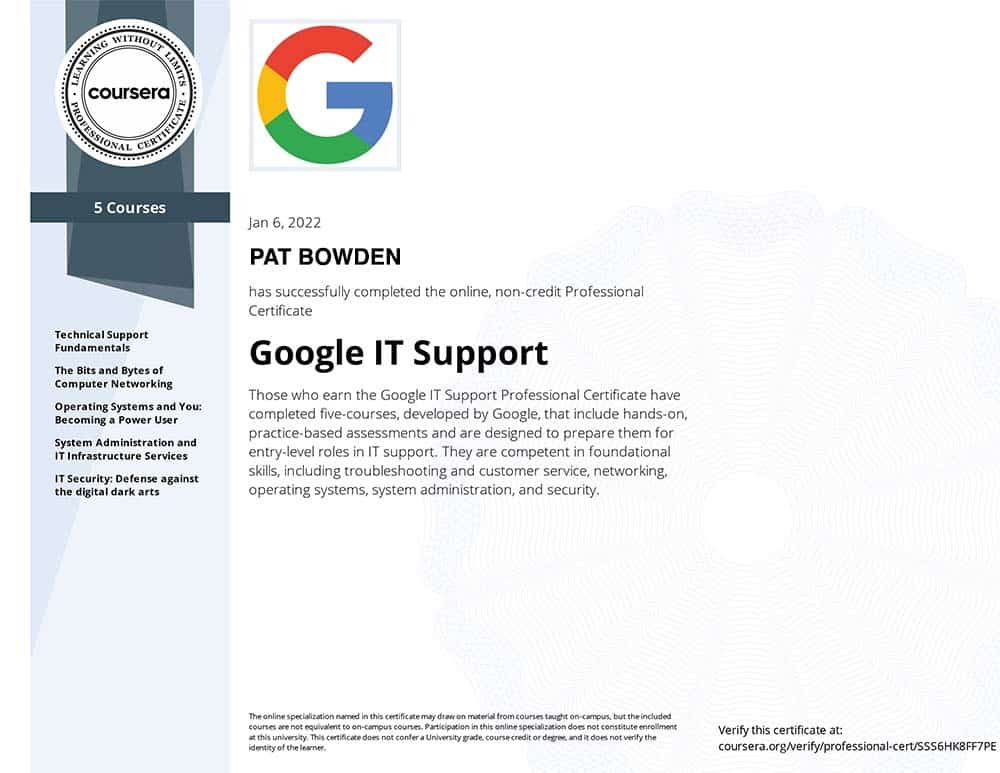 LEARNING WITHOUT LIMITS
coursera
PROFESSIONAL CERTIFICATE
5 Courses
Technical Support
Fundamentals
The Bits and Bytes of
Computer Networking
Operating Systems and You:
Becoming a Power User
System Administration and
IT Infrastructure Services
IT Security: Defense against
the digital dark arts
G
Jan 6, 2022
PAT BOWDEN
has successfully completed the online, non-credit Professional
Certificate
Google IT Support
Those who earn the Google IT Support Professional Certificate have
completed five-courses, developed by Google, that include hands-on,
practice-based assessments and are designed to prepare them for
entry-level roles in IT support. They are competent in foundational
skills, including troubleshooting and customer service, networking,
operating systems, system administration, and security.
The online specialization named in this certificate may draw on material from courses taught on-campus, but the included
courses are not equivalent to on-campus courses. Participation in this online specialization does not constitute enrollment
at this university. This certificate does not confer a University grade, course credit or degree, and it does not verify the
identity of the learner.
Verify this certificate at:
coursera.org/verify/professional-cert/SSS6HK8FF7PE